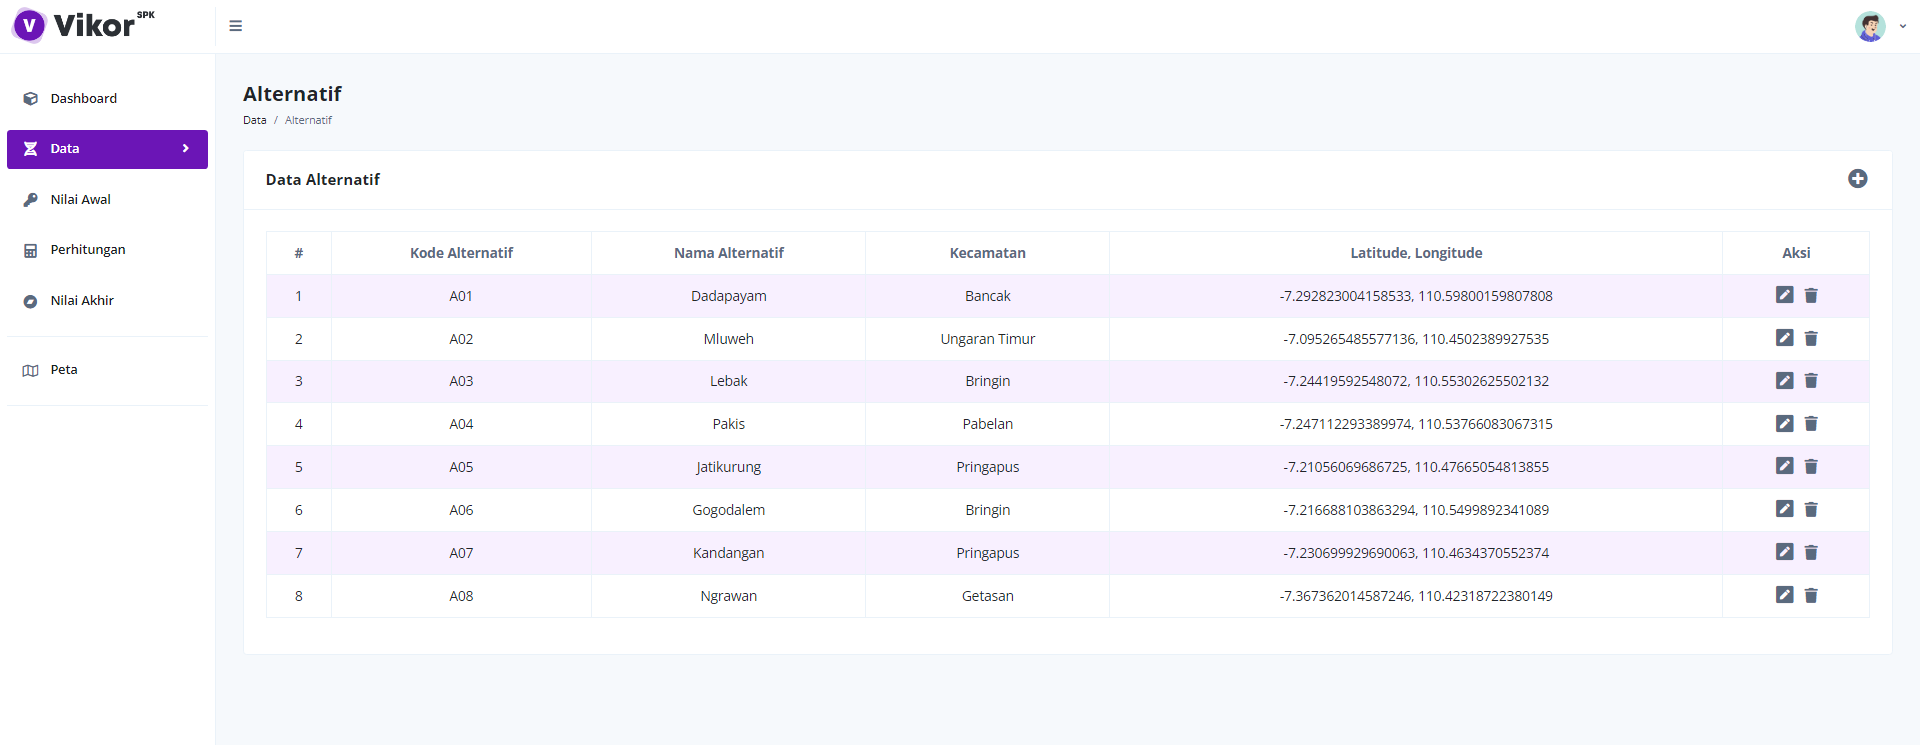 V Vikor SPK
Dashboard
Data
Nilai Awal
Perhitungan
Nilai Akhir
Peta
Alternatif
Data / Alternatif
Data Alternatif
# Kode Alternatif Nama Alternatif Kecamatan Latitude, Longitude Aksi
1 A01 Dadapayam Bancak -7.292823004158533, 110.59800159807808
2 A02 Mluweh Ungaran Timur -7.095265485577136, 110.4502389927535
3 A03 Lebak Bringin -7.24419592548072, 110.55302625502132
4 A04 Pakis Pabelan -7.247112293389974, 110.53766083067315
5 A05 Jatikurung Pringapus -7.21056069686725, 110.47665054813855
6 A06 Gogodalem Bringin -7.216688103863294, 110.5499892341089
7 A07 Kandangan Pringapus -7.230699929690063, 110.4634370552374
8 A08 Ngrawan Getasan -7.367362014587246, 110.42318722380149